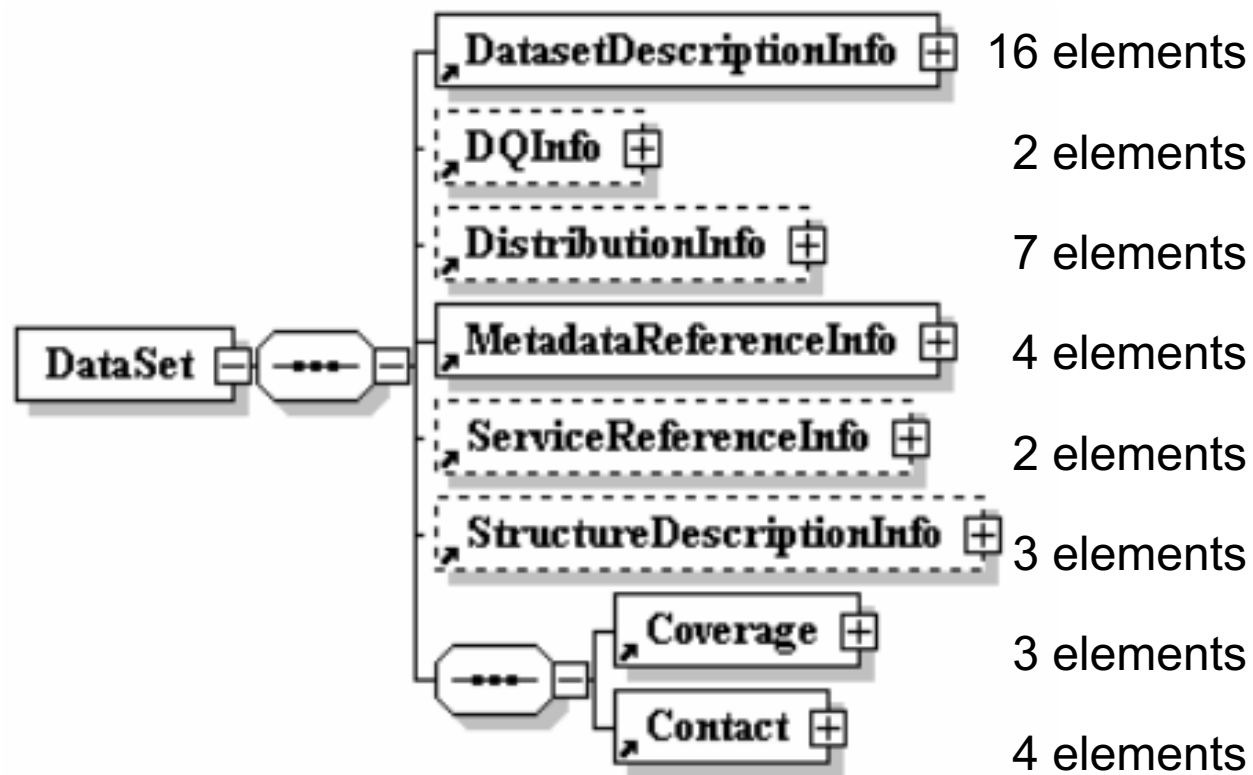 DatasetDescriptionInfo 16 elements
DQInfo 2 elements
DistributionInfo 7 elements
MetadataReferenceInfo 4 elements
DataSet
ServiceReferenceInfo 2 elements
StructureDescriptionInfo 3 elements
Coverage 3 elements
Contact 4 elements